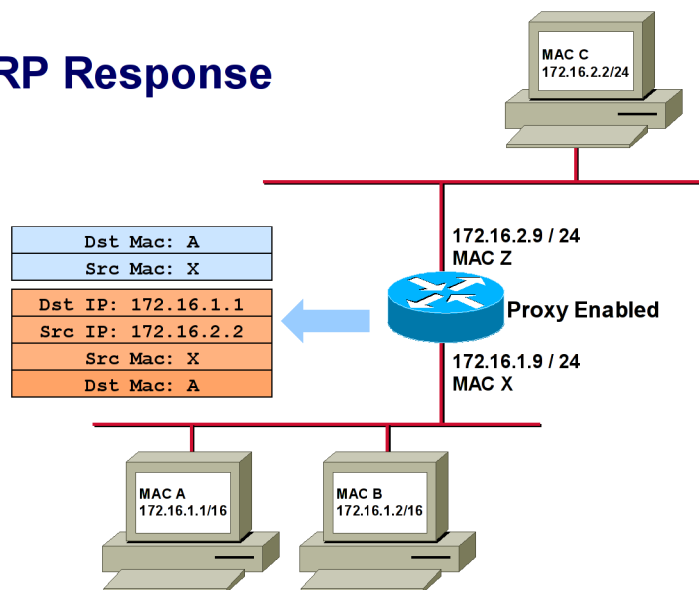 RP Response
MAC C
172.16.2.2/24
Dst Mac: A
Src Mac: X
Dst IP: 172.16.1.1
Src IP: 172.16.2.2
Src Mac: X
Dst Mac: A
172.16.2.9 / 24
MAC Z
Proxy Enabled
172.16.1.9 / 24
MAC X
MAC A
172.16.1.1/16
MAC B
172.16.1.2/16